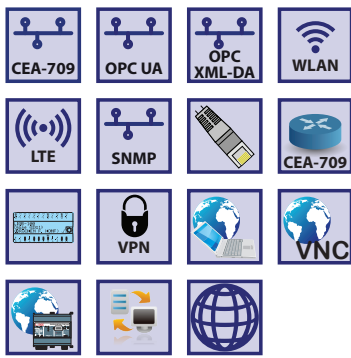 CEA-709
OPC UA
OPC
XML-DA
WLAN
LTE
SNMP
CEA-709
VPN
VNC